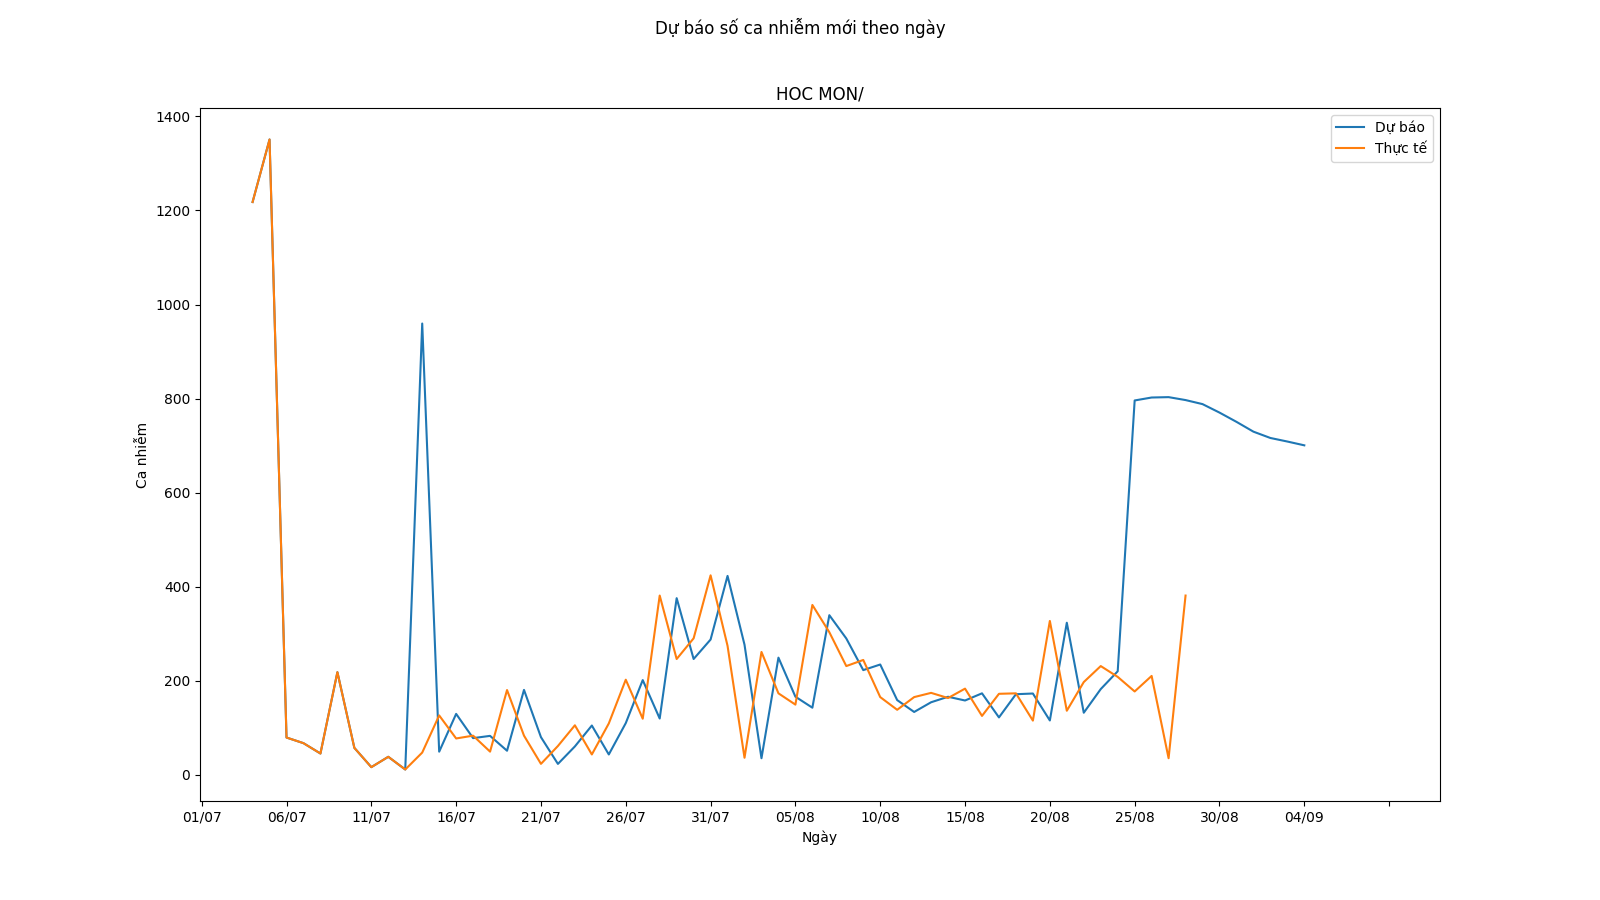 Dự báo số ca nhiễm mới theo ngày
HOC MON/
Dự báo
Thực tế
1400
1200
1000
800
600
400
200
0
Ca nhiễm
01/07 06/07 11/07 16/07 21/07 26/07 31/07 05/08 10/08 15/08 20/08 25/08 30/08 04/09
Ngày